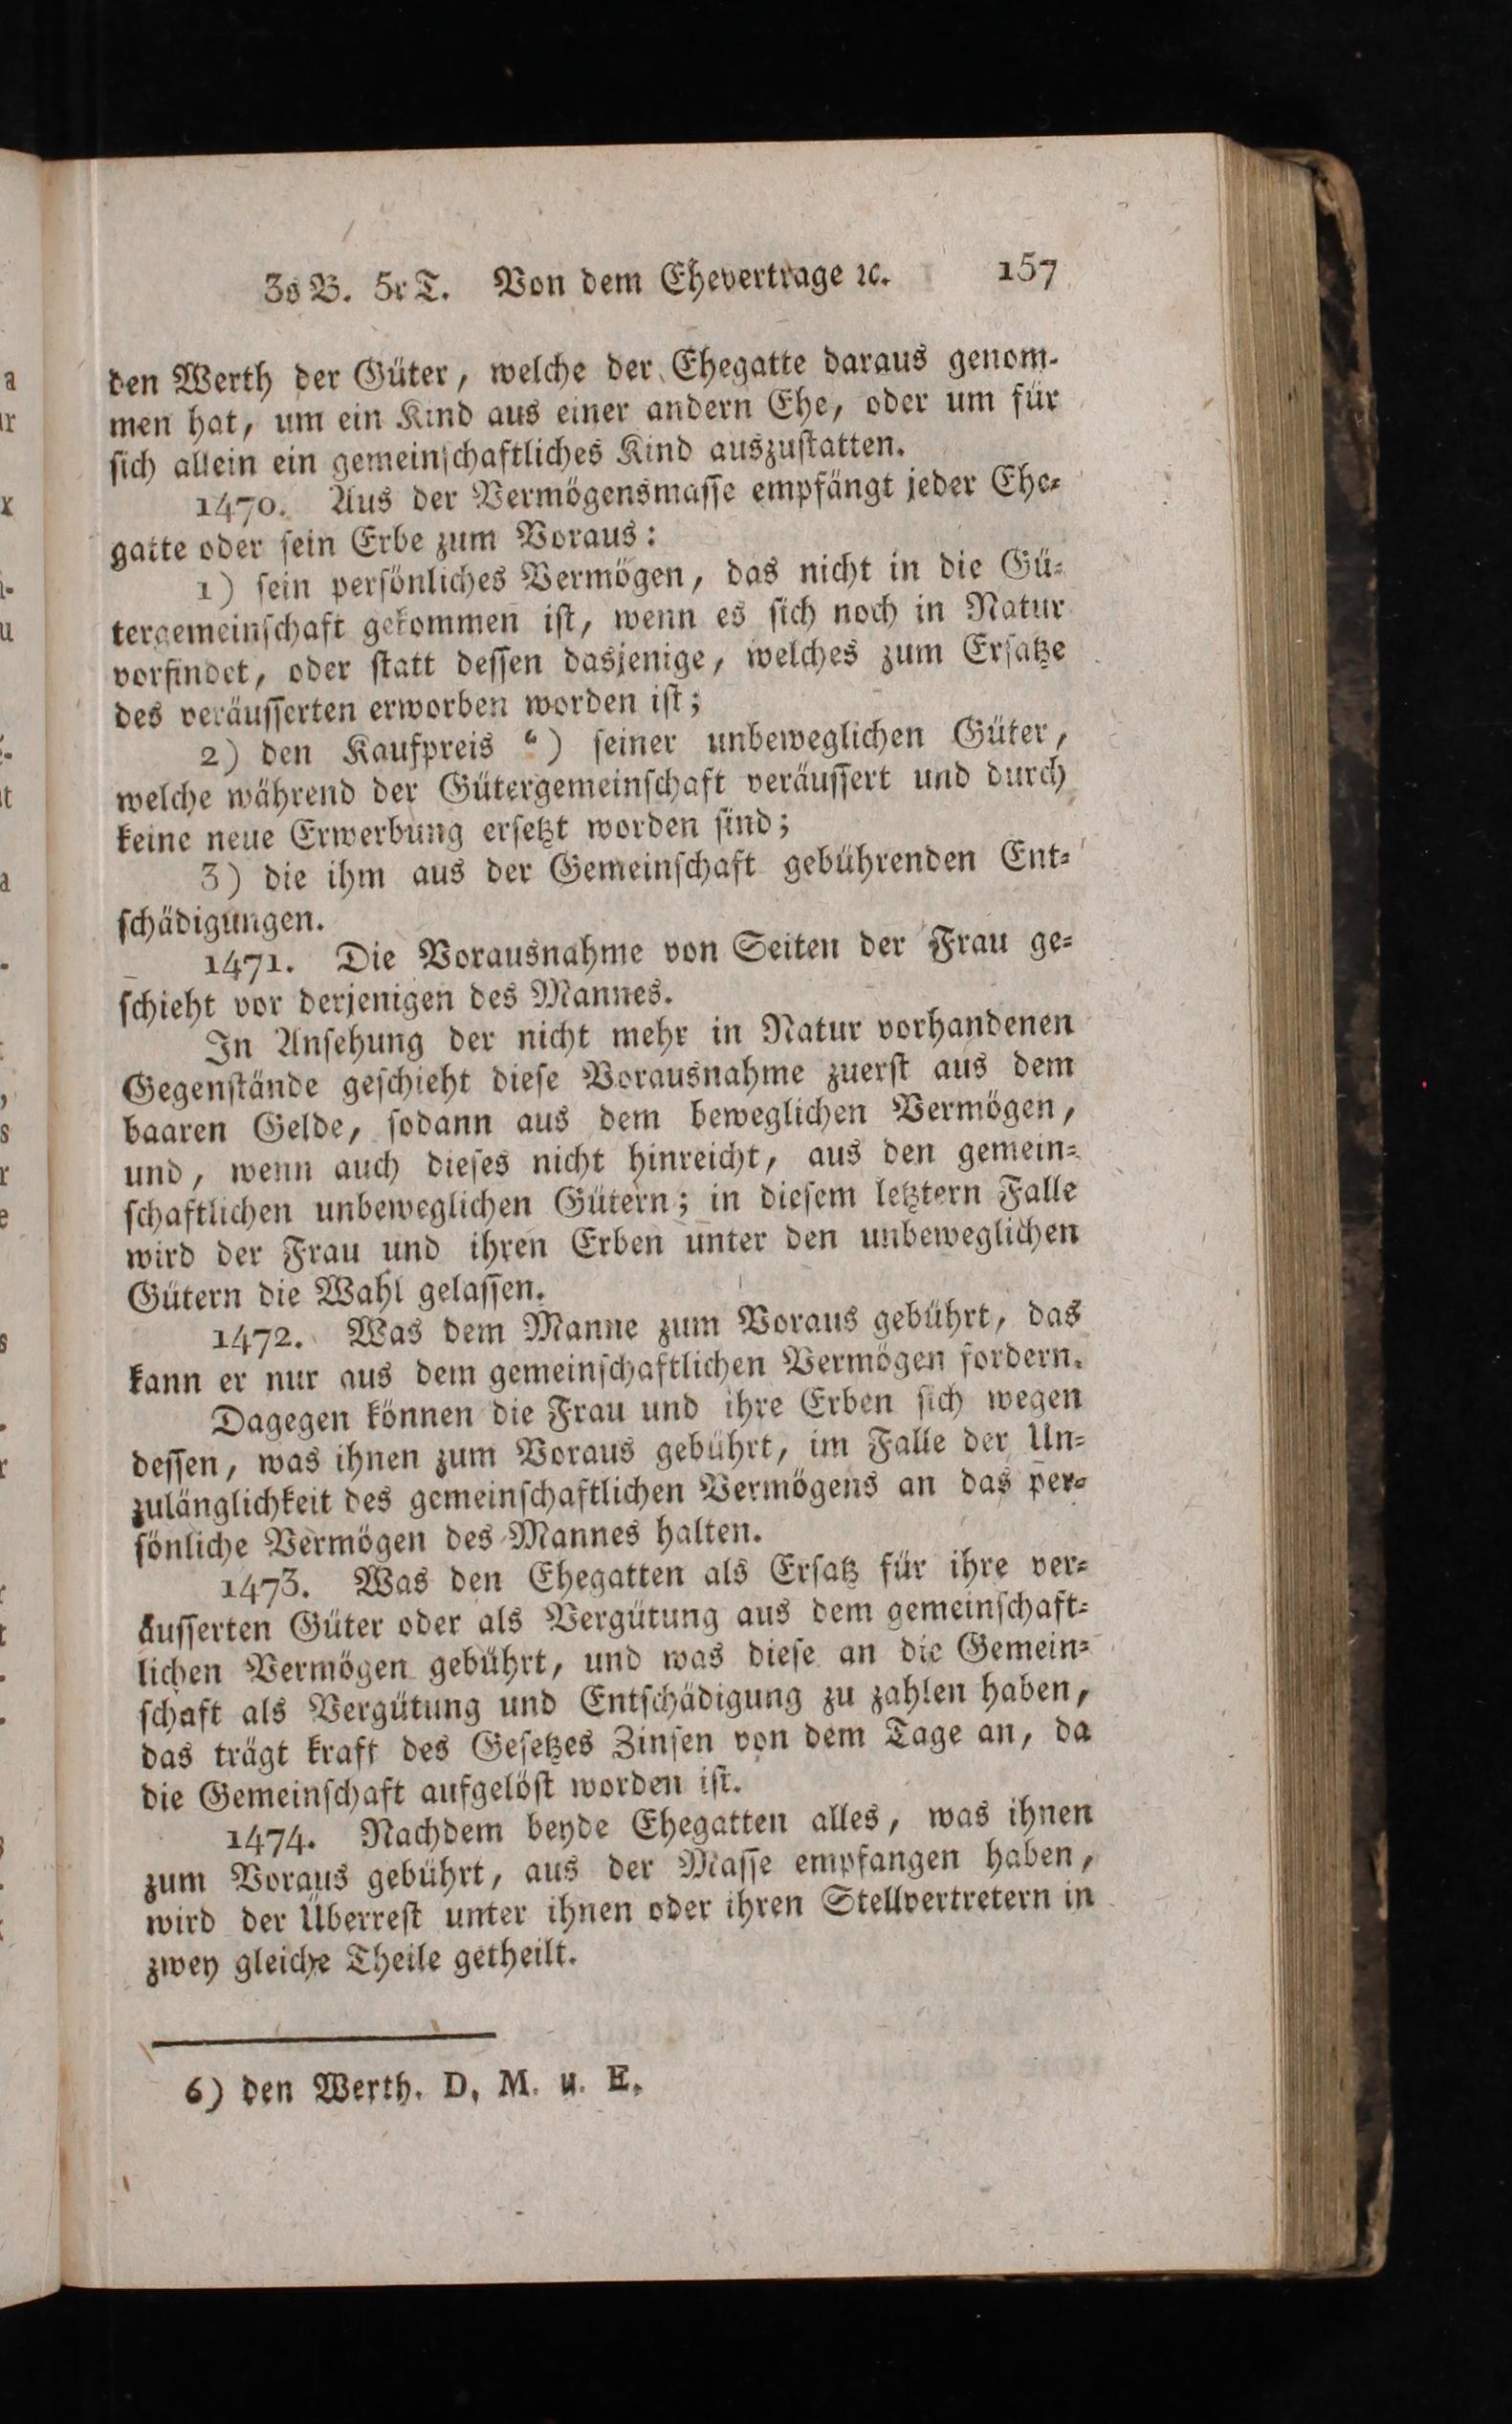 3s B. 5r T. Von dem Ehevertrage ꝛc. 157
den Werth der Güter, welche der Ehegatte daraus genom-
men hat, um ein Kind aus einer andern Ehe, oder um für
ſich allein ein gemeinſchaftliches Kind auszuſtatten.
1470. Aus der Vermögensmaſſe empfängt jeder Ehe-
gatte oder ſein Erbe zum Voraus:
1) ſein perſönliches Vermögen, das nicht in die Gü-
tergemeinſchaft gekommen iſt, wenn es ſich noch in Natur
vorfindet, oder ſtatt deſſen dasjenige, welches zum Erſatze
des veräuſſerten erworben worden iſt;
2) den Kaufpreis ⁶) ſeiner unbeweglichen Güter,
welche während der Gütergemeinſchaft veräuſſert und durch
keine neue Erwerbung erſetzt worden ſind;
3) die ihm aus der Gemeinſchaft gebührenden Ent-
ſchädigungen.
1471. Die Vorausnahme von Seiten der Frau ge-
ſchieht vor derjenigen des Mannes.
In Anſehung der nicht mehr in Natur vorhandenen
Gegenſtände geſchieht dieſe Vorausnahme zuerſt aus dem
baaren Gelde, ſodann aus dem beweglichen Vermögen,
und, wenn auch dieſes nicht hinreicht, aus den gemein-
ſchaftlichen unbeweglichen Gütern; in dieſem letztern Falle
wird der Frau und ihren Erben unter den unbeweglichen
Gütern die Wahl gelaſſen.
1472. Was dem Manne zum Voraus gebührt, das
kann er nur aus dem gemeinſchaftlichen Vermögen fordern.
Dagegen können die Frau und ihre Erben ſich wegen
deſſen, was ihnen zum Voraus gebührt, im Falle der Un-
zulänglichkeit des gemeinſchaftlichen Vermögens an das per-
ſönliche Vermögen des Mannes halten.
1473. Was den Ehegatten als Erſatz für ihre ver-
äuſſerten Güter oder als Vergütung aus dem gemeinſchaft-
lichen Vermögen gebührt, und was dieſe an die Gemein-
ſchaft als Vergütung und Entſchädigung zu zahlen haben,
das trägt kraft des Geſetzes Zinſen von dem Tage an, da
die Gemeinſchaft aufgelöſt worden iſt.
1474. Nachdem beyde Ehegatten alles, was ihnen
zum Voraus gebührt, aus der Maſſe empfangen haben,
wird der Überreſt unter ihnen oder ihren Stellvertretern in
zwey gleiche Theile getheilt.
6) den Werth. D. M. u. E.